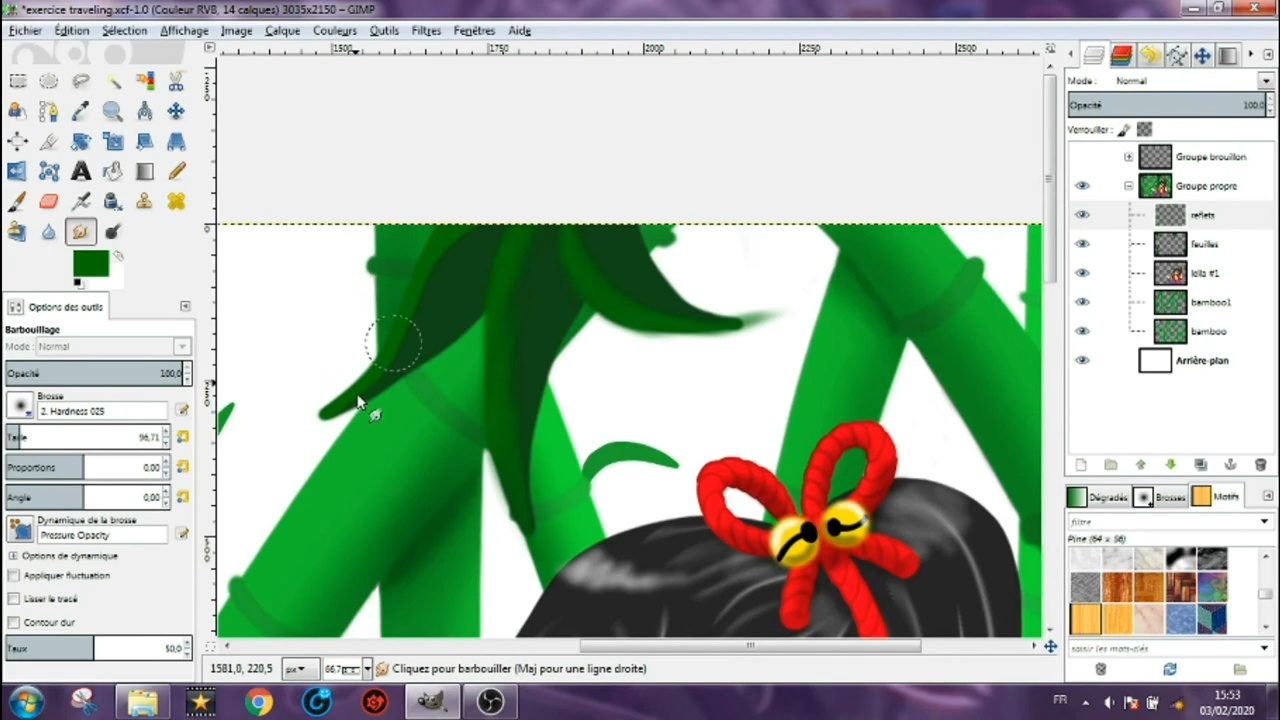 *exercice traveling.xcf-1.0 (Couleur RVB, 14 calques) 3035x2150 – GIMP
Fichier Édition Sélection Affichage Image Calque Couleurs Outils Filtres Fenêtres Aide
1500 1750 2000 2250 2500
Mode : Normal
Opacité 100,0
Verrouiller :
Groupe brouillon
Groupe propre
reflets
feuilles
leila #1
bamboo1
bamboo
Arrière-plan
Options des outils
Barbouillage
Mode : Normal
Opacité 100,0
Brosse
2. Hardness 025
Taille 96,71
Proportions 0,00
Angle 0,00
Dynamique de la brosse
Pressure Opacity
Options de dynamique
Appliquer fluctuation
Lisser le tracé
Contour dur
Taux 50,0
Dégradés Brosses Motifs
filtre
Pine (64 × 56)
saisir les mots-clés
1581,0, 220,5 px 66,7 Cliquez pour barbouiller (Maj pour une ligne droite)
FR 15:53
03/02/2020